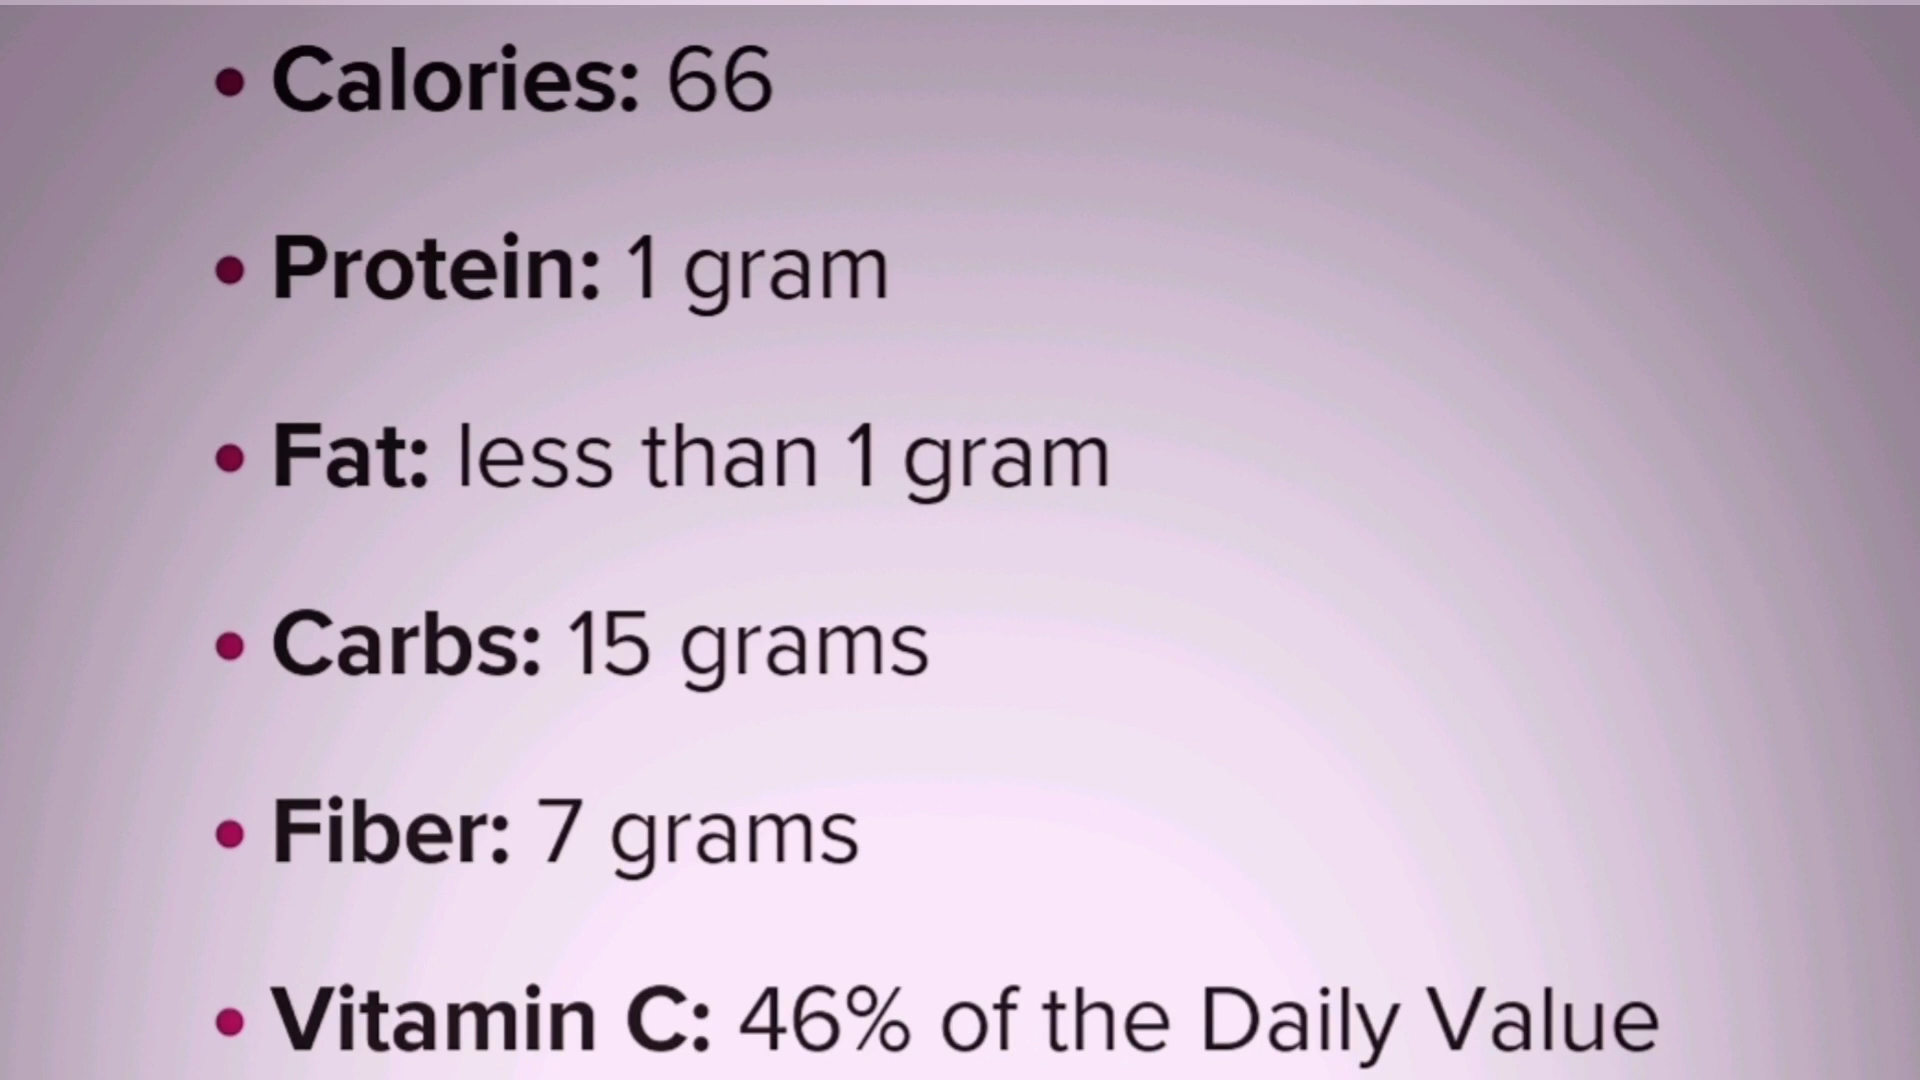 • Calories: 66
• Protein: 1 gram
• Fat: less than 1 gram
• Carbs: 15 grams
• Fiber: 7 grams
• Vitamin C: 46% of the Daily Value